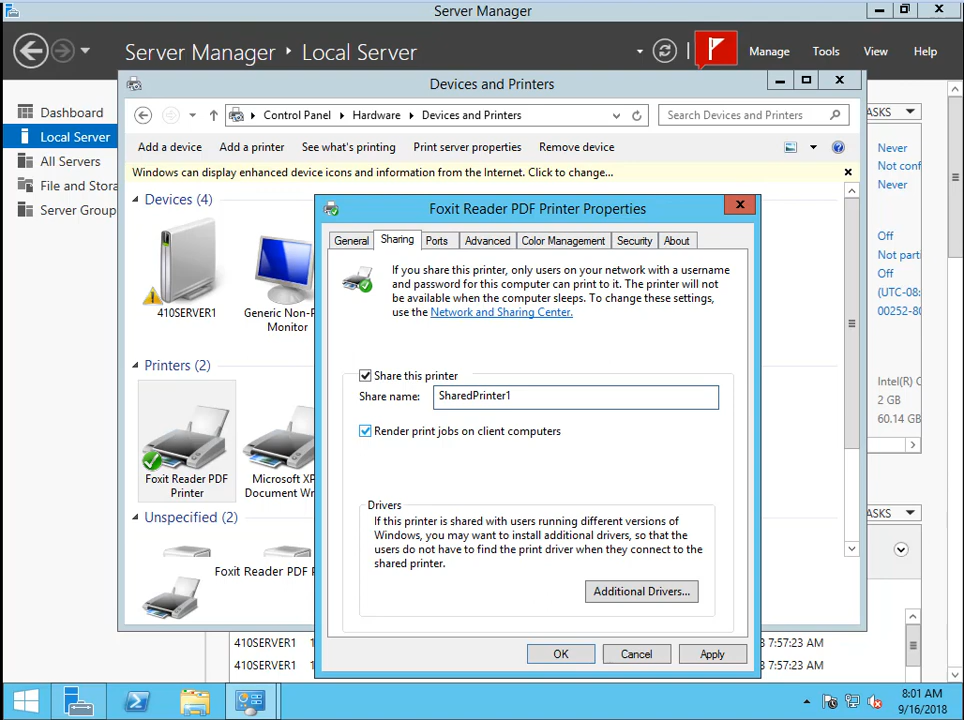 Server Manager
Server Manager Local Server
Manage Tools View Help
Dashboard
Local Server
All Servers
File and Stora
Server Group
Devices and Printers
Control Panel Hardware Devices and Printers
Search Devices and Printers
Add a device Add a printer See what's printing Print server properties Remove device
Windows can display enhanced device icons and information from the Internet. Click to change...
Devices (4)
410SERVER1
Generic Non-P
Monitor
Printers (2)
Foxit Reader PDF
Printer
Microsoft XP
Document Wr
Unspecified (2)
Foxit Reader PDF P
Foxit Reader PDF Printer Properties
General Sharing Ports Advanced Color Management Security About
If you share this printer, only users on your network with a username
and password for this computer can print to it. The printer will not
be available when the computer sleeps. To change these settings,
use the Network and Sharing Center.
Share this printer
Share name: SharedPrinter1
Render print jobs on client computers
Drivers
If this printer is shared with users running different versions of
Windows, you may want to install additional drivers, so that the
users do not have to find the print driver when they connect to the
shared printer.
Additional Drivers...
OK Cancel Apply
ASKS
Never
Not conf
Never
Off
Not parti
Off
(UTC-08:
00252-80
Intel(R) C
2 GB
60.14 GB
ASKS
410SERVER1 1 8 7:57:23 AM
410SERVER1 1 8 7:57:23 AM
8:01 AM
9/16/2018